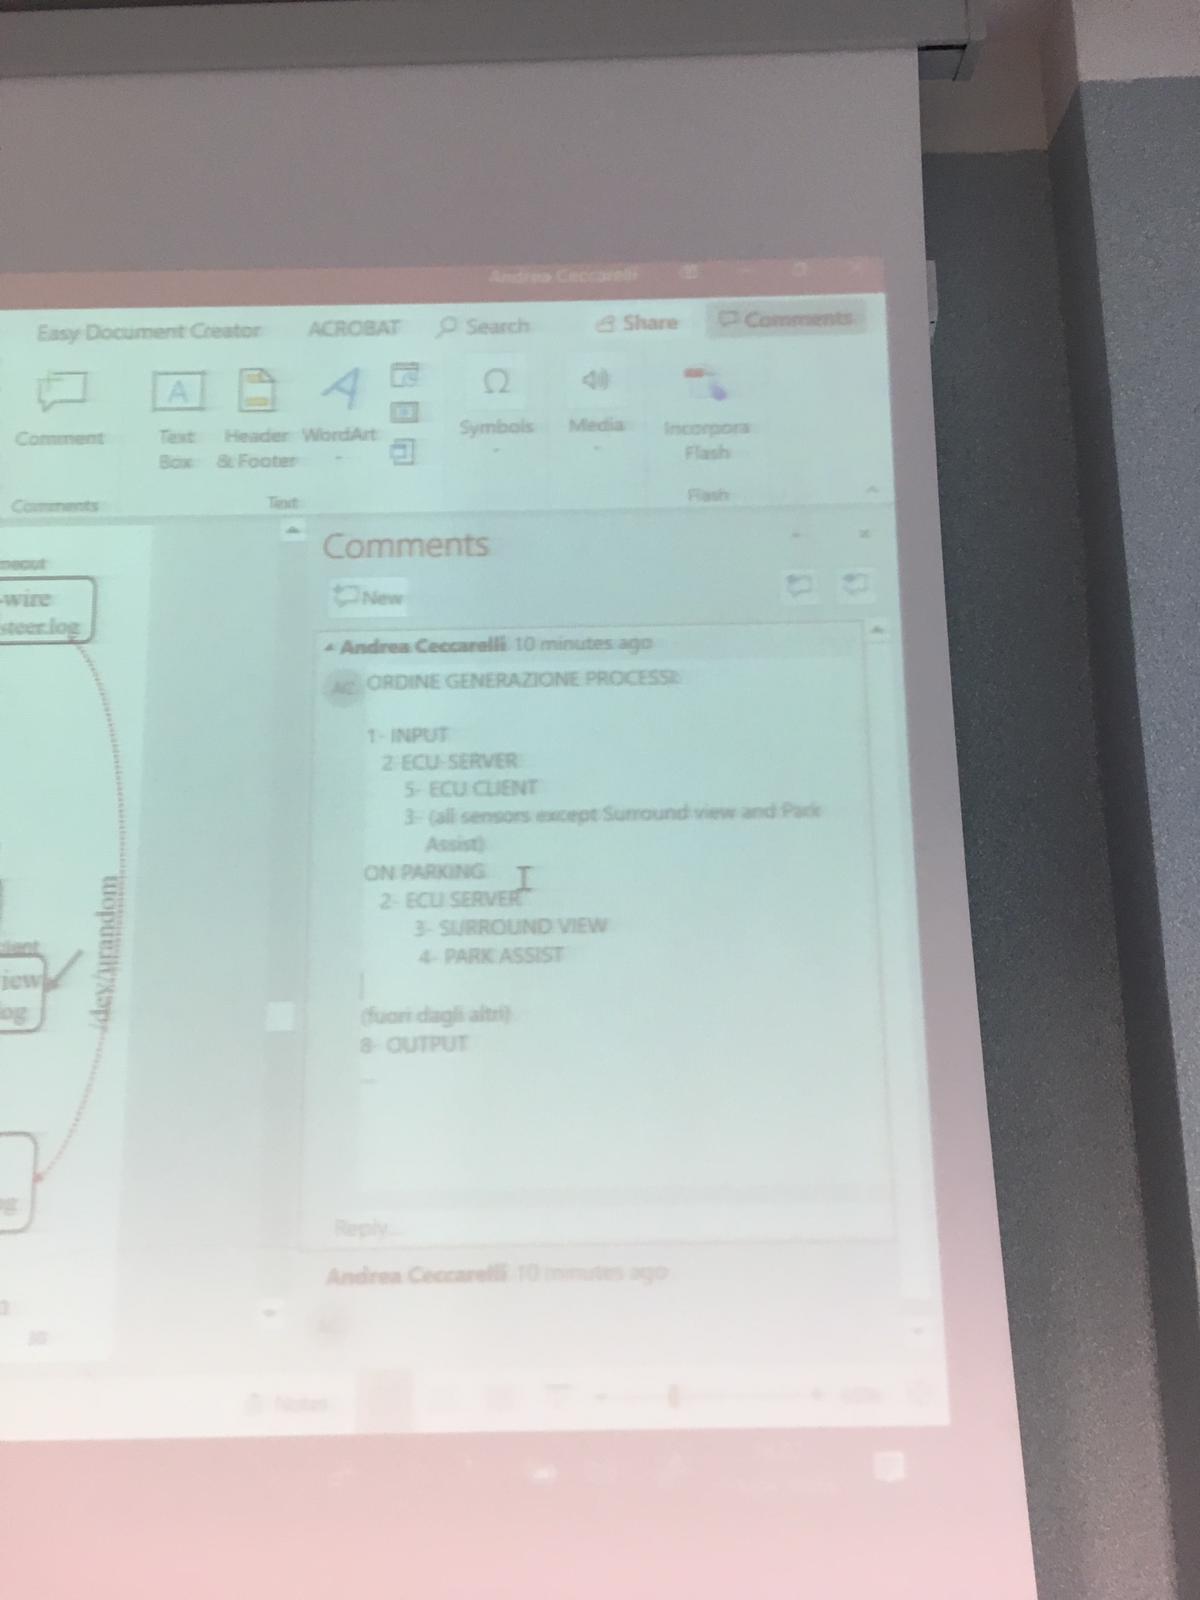 Andrea Ceccarelli
Easy Document Creator ACROBAT Search Share Comments
Comment Text Box Header & Footer WordArt Symbols Media Incorpora Flash
Comments Text Flash
Comments
New
Andrea Ceccarelli 10 minutes ago
AC ORDINE GENERAZIONE PROCESSI:
1- INPUT
2 ECU-SERVER
5- ECU CLIENT
3- (all sensors except Surround view and Park
Assist)
ON PARKING
2- ECU SERVER
3- SURROUND VIEW
4- PARK ASSIST
(fuori dagli altri)
8- OUTPUT
Reply...
Andrea Ceccarelli 10 minutes ago
-wire
steer.log
/dev/urandom
iew
og
Notes